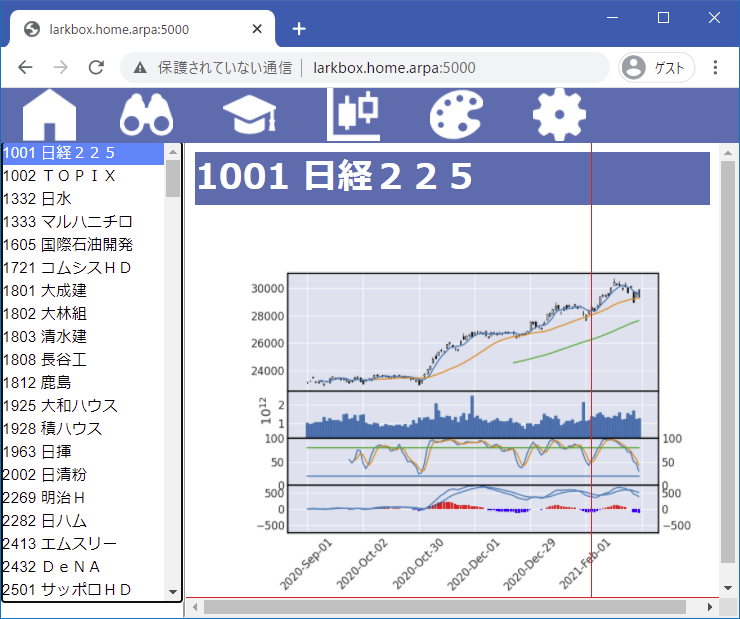 larkbox.home.arpa:5000
保護されていない通信 larkbox.home.arpa:5000 ゲスト
1001 日経２２５
1002 ＴＯＰＩＸ
1332 日水
1333 マルハニチロ
1605 国際石油開発
1721 コムシスＨＤ
1801 大成建
1802 大林組
1803 清水建
1808 長谷工
1812 鹿島
1925 大和ハウス
1928 積ハウス
1963 日揮
2002 日清粉
2269 明治Ｈ
2282 日ハム
2413 エムスリー
2432 ＤｅＮＡ
2501 サッポロＨＤ
1001 日経２２５
30000
28000
26000
24000
10^12
2
1
100 100
50 50
0 0
500 500
0 0
−500 −500
2020-Sep-01
2020-Oct-02
2020-Oct-30
2020-Dec-01
2020-Dec-29
2021-Feb-01